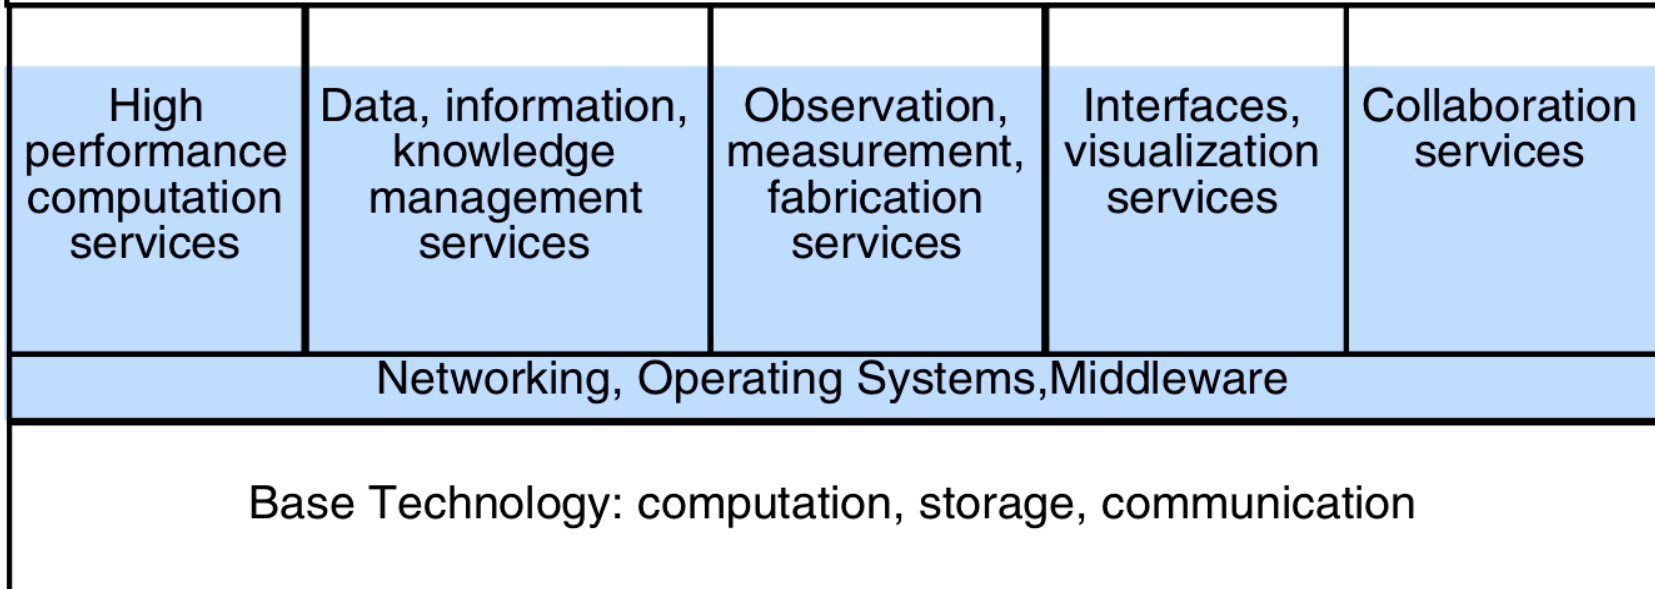 High
performance
computation
services
Data, information,
knowledge
management
services
Observation,
measurement,
fabrication
services
Interfaces,
visualization
services
Collaboration
services
Networking, Operating Systems,Middleware
Base Technology: computation, storage, communication